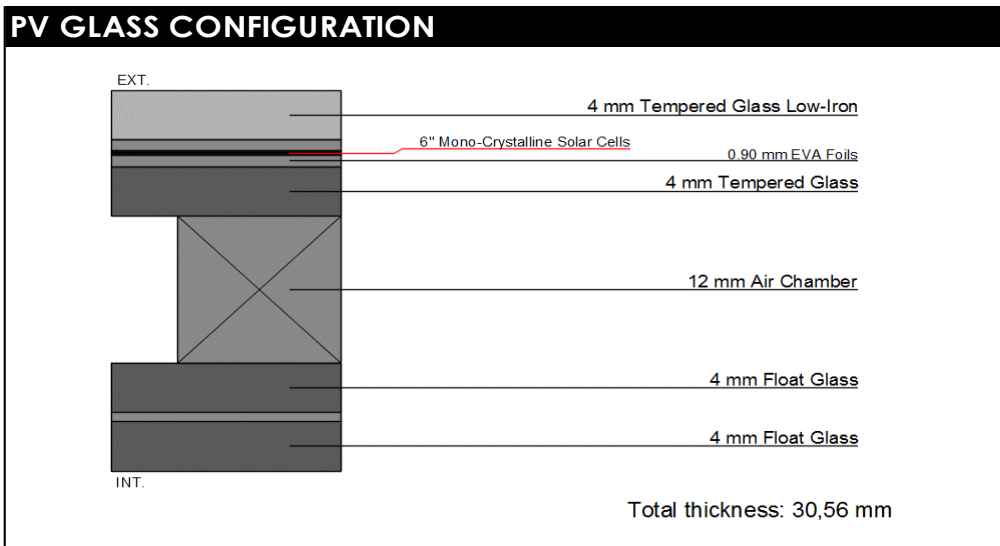 PV GLASS CONFIGURATION
EXT.
4 mm Tempered Glass Low-Iron
6" Mono-Crystalline Solar Cells
0.90 mm EVA Foils
4 mm Tempered Glass
12 mm Air Chamber
4 mm Float Glass
4 mm Float Glass
INT.
Total thickness: 30,56 mm